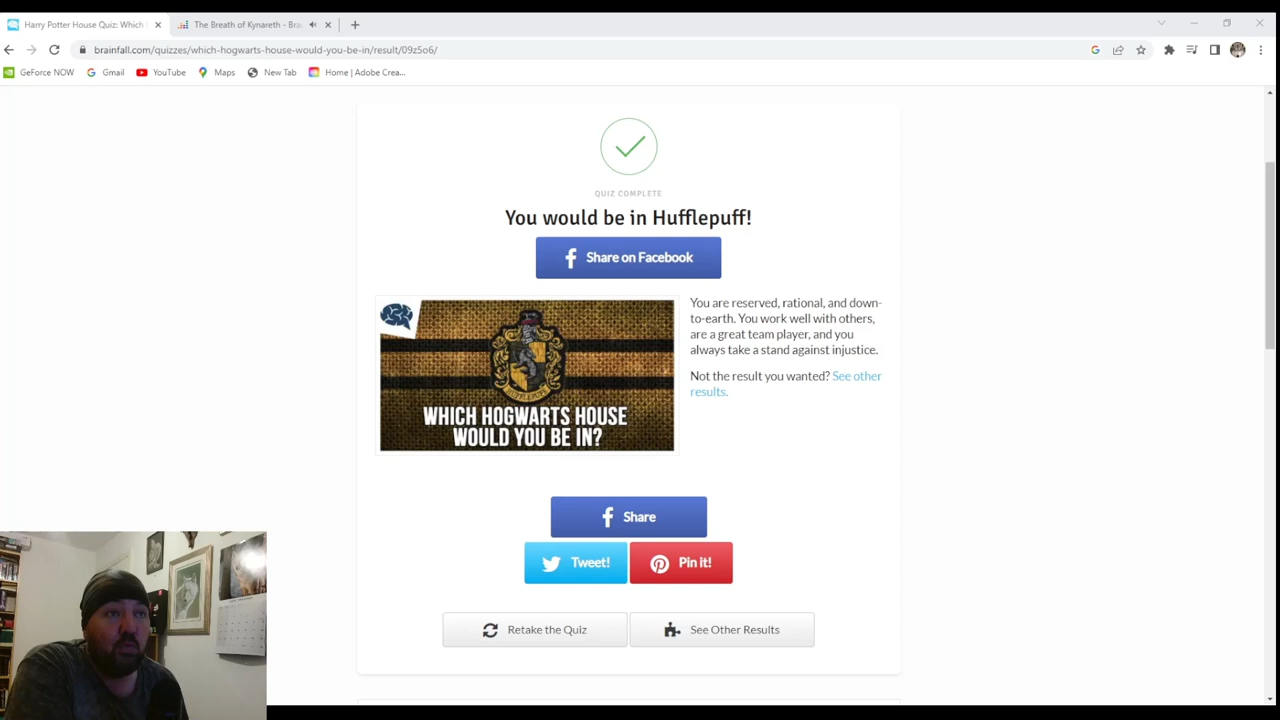 Harry Potter House Quiz: Which
The Breath of Kynareth - Bra
brainfall.com/quizzes/which-hogwarts-house-would-you-be-in/result/09z5o6/
GeForce NOW
Gmail
YouTube
Maps
New Tab
Home | Adobe Crea...
QUIZ COMPLETE
You would be in Hufflepuff!
Share on Facebook
HUFFLEPUFF
WHICH HOGWARTS HOUSE
WOULD YOU BE IN?
You are reserved, rational, and down-
to-earth. You work well with others,
are a great team player, and you
always take a stand against injustice.
Not the result you wanted? See other
results.
Share
Tweet!
Pin it!
Retake the Quiz
See Other Results